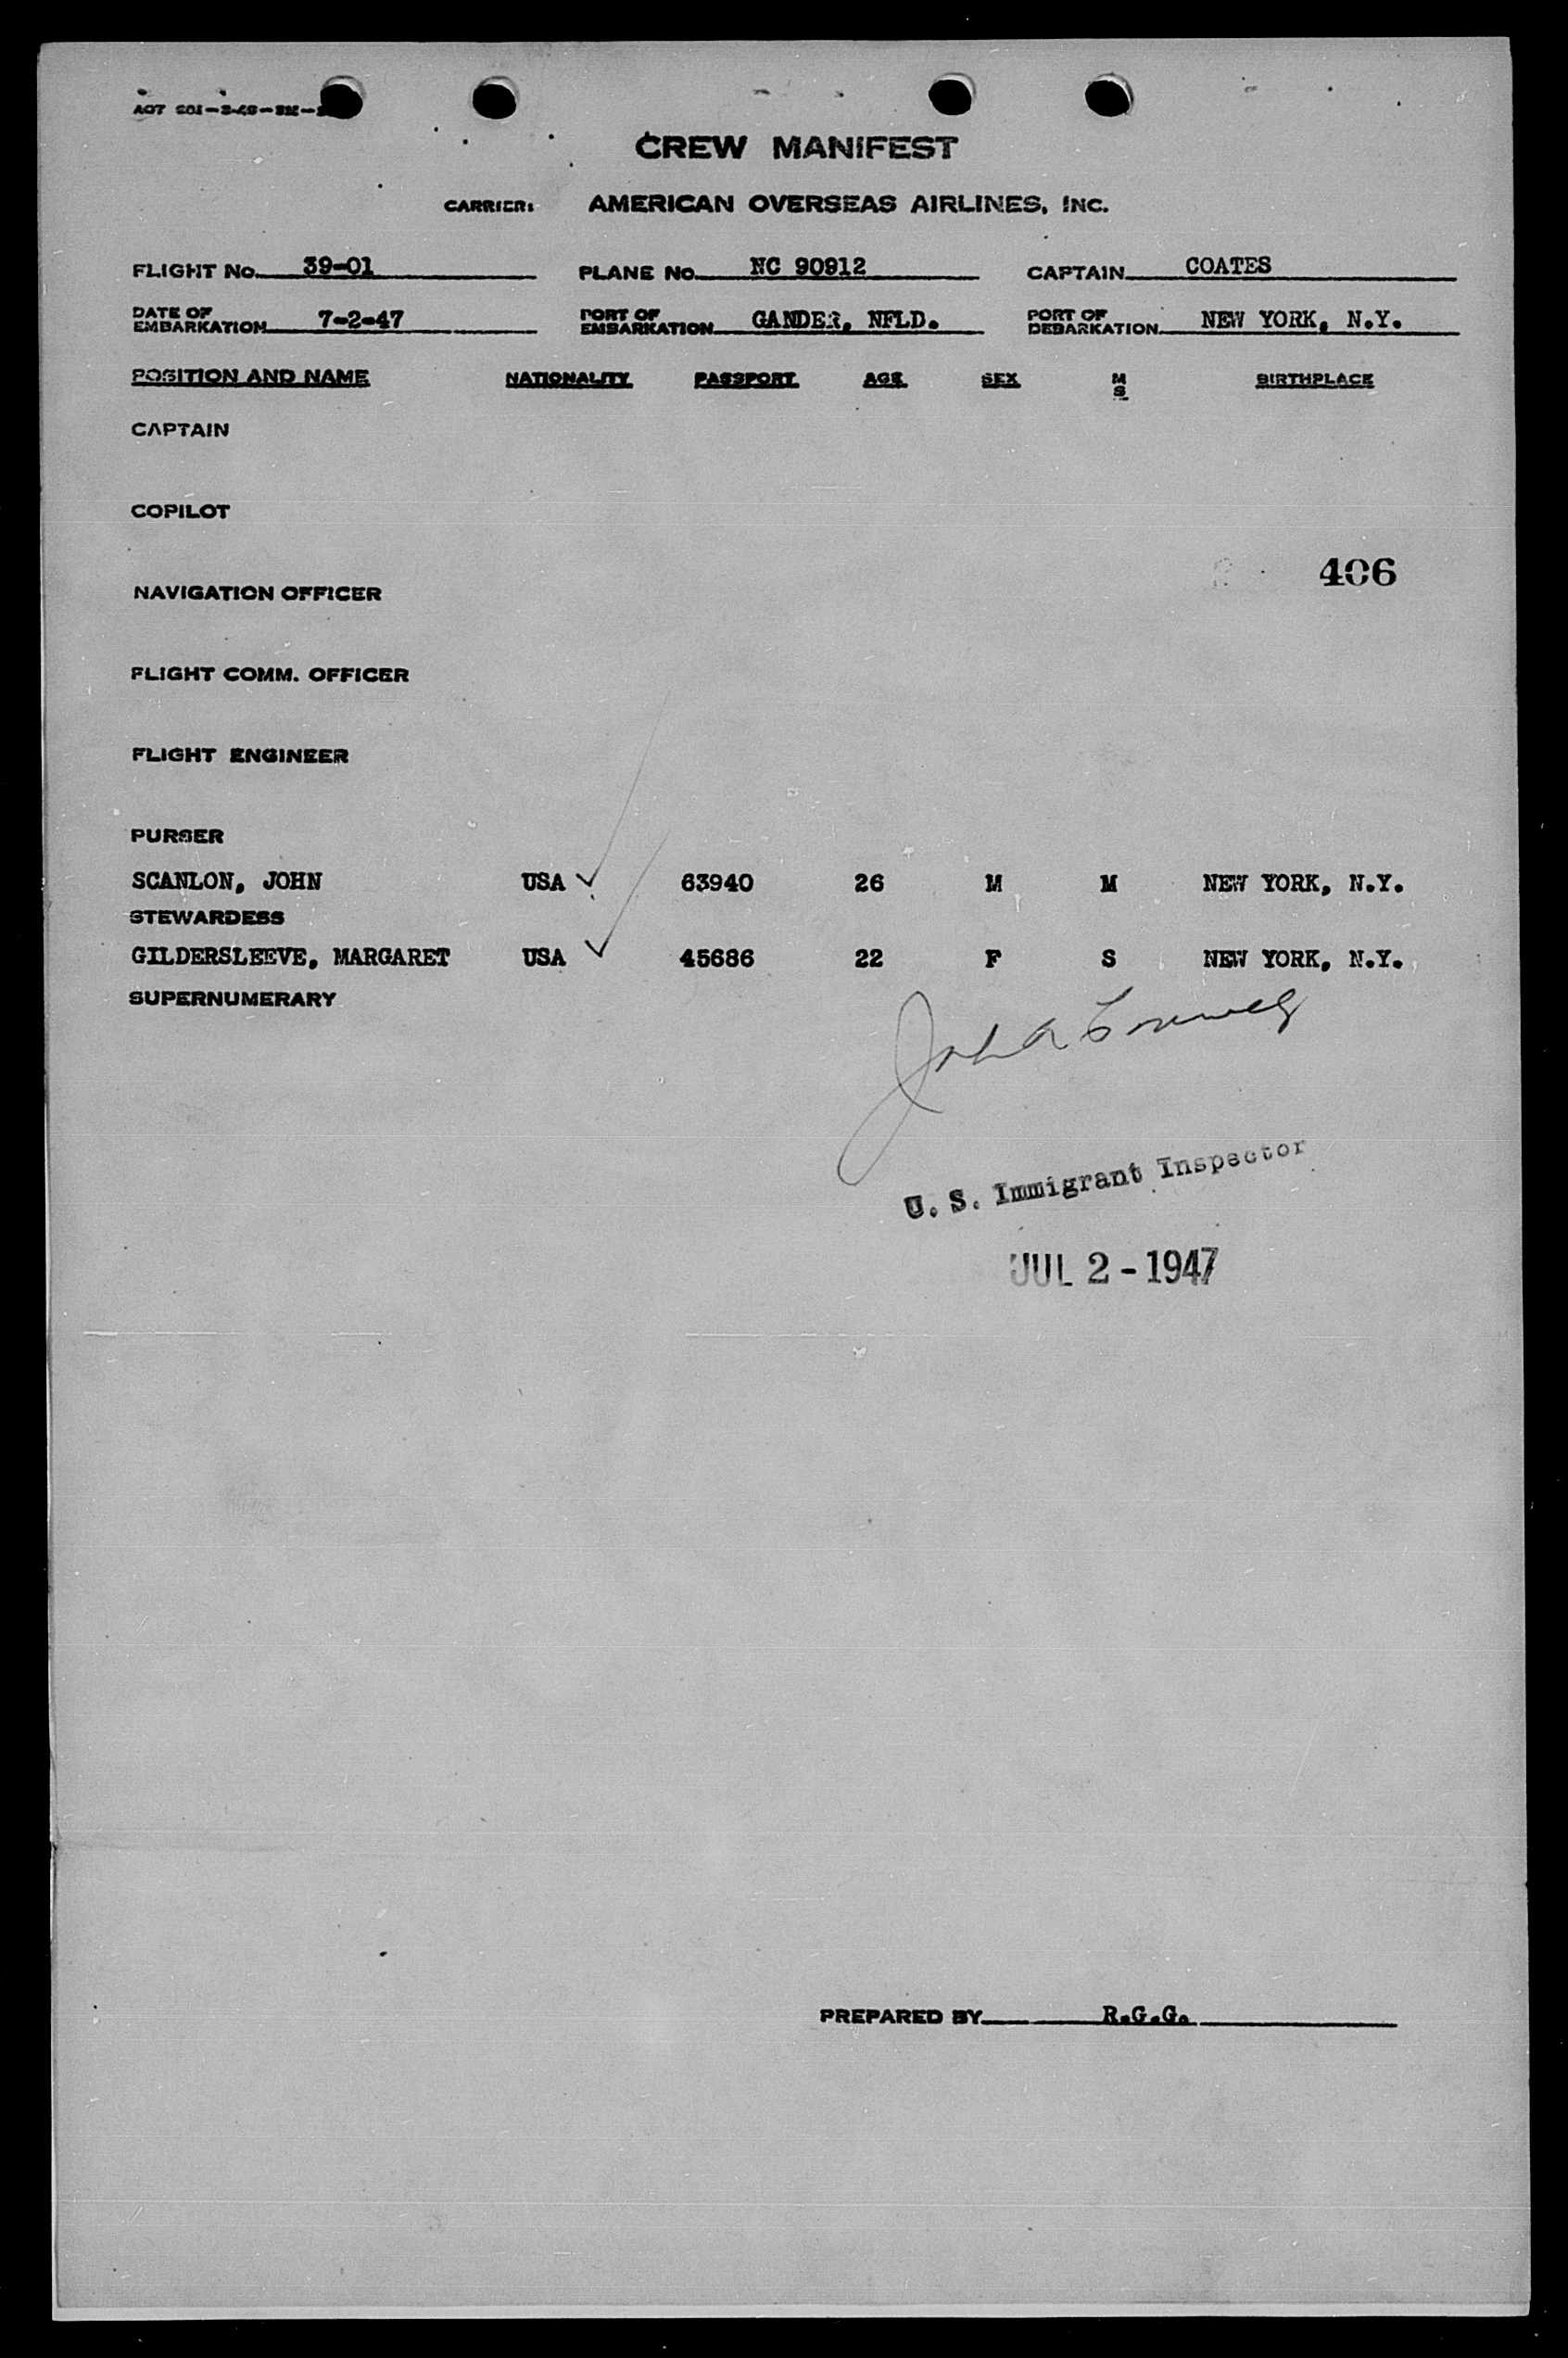 CREW MANIFEST
CARRIER: AMERICAN OVERSEAS AIRLINES, INC.
FLIGHT No. 39-01 PLANE No. NC 90912 CAPTAIN COATES
DATE OF EMBARKATION 7-2-47 PORT OF EMBARKATION GANDER, NFLD. PORT OF DEBARKATION NEW YORK, N.Y.
POSITION AND NAME NATIONALITY PASSPORT AGE SEX M S BIRTHPLACE
CAPTAIN
COPILOT
406
NAVIGATION OFFICER
FLIGHT COMM. OFFICER
FLIGHT ENGINEER
PURSER
SCANLON, JOHN USA 63940 26 M M NEW YORK, N.Y.
STEWARDESS
GILDERSLEEVE, MARGARET USA 45686 22 F S NEW YORK, N.Y.
SUPERNUMERARY
John
U. S. Immigrant Inspector
JUL 2 - 1947
PREPARED BY R.G.G.